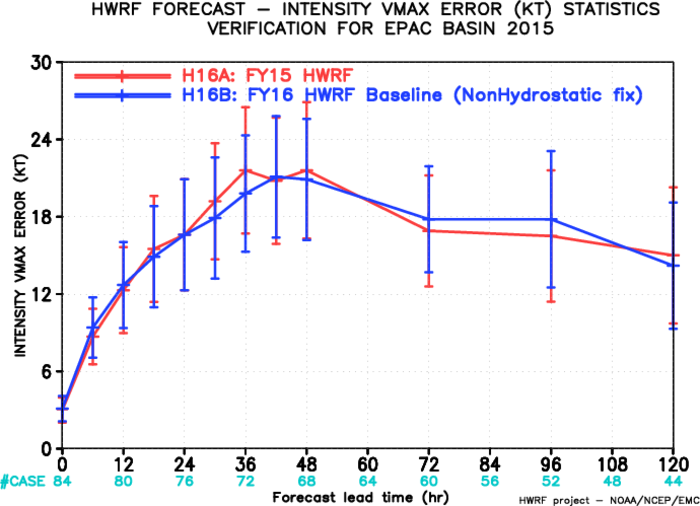 HWRF FORECAST – INTENSITY VMAX ERROR (KT) STATISTICS
VERIFICATION FOR EPAC BASIN 2015
H16A: FY15 HWRF
H16B: FY16 HWRF Baseline (NonHydrostatic fix)
INTENSITY VMAX ERROR (KT)
30
24
18
12
6
0
0 12 24 36 48 60 72 84 96 108 120
#CASE 84 80 76 72 68 64 60 56 52 48 44
Forecast lead time (hr)
HWRF project – NOAA/NCEP/EMC